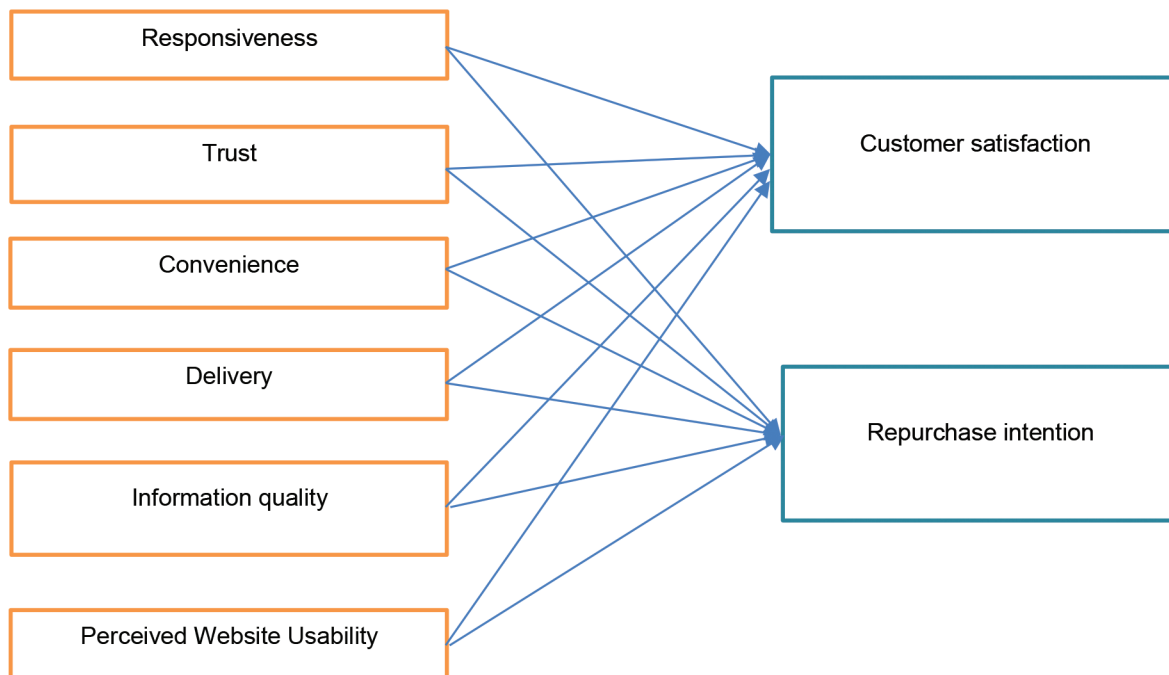 Responsiveness
Trust
Convenience
Delivery
Information quality
Perceived Website Usability
Customer satisfaction
Repurchase intention